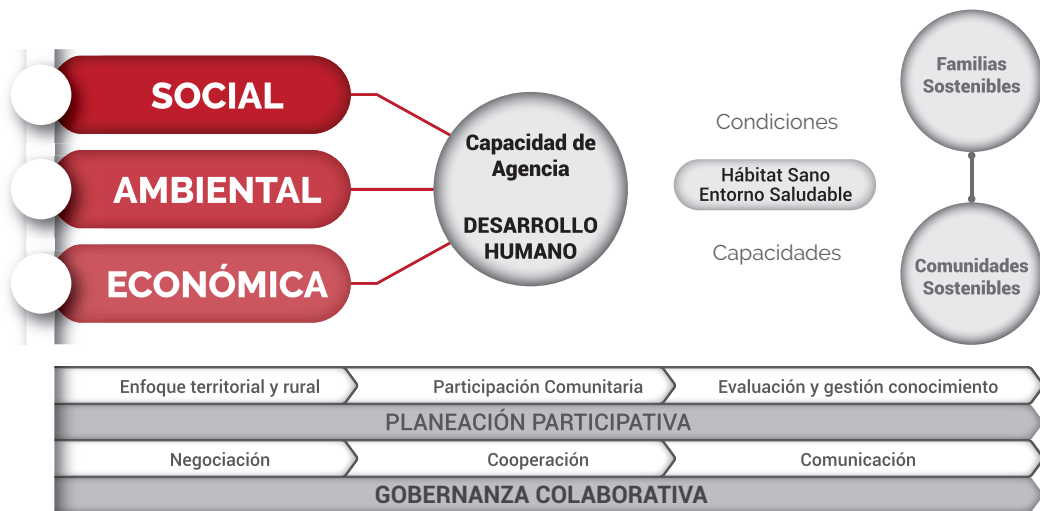 SOCIAL
AMBIENTAL
ECONÓMICA
Capacidad de
Agencia
DESARROLLO
HUMANO
Condiciones
Hábitat Sano
Entorno Saludable
Capacidades
Familias
Sostenibles
Comunidades
Sostenibles
Enfoque territorial y rural
Participación Comunitaria
Evaluación y gestión conocimiento
PLANEACIÓN PARTICIPATIVA
Negociación
Cooperación
Comunicación
GOBERNANZA COLABORATIVA